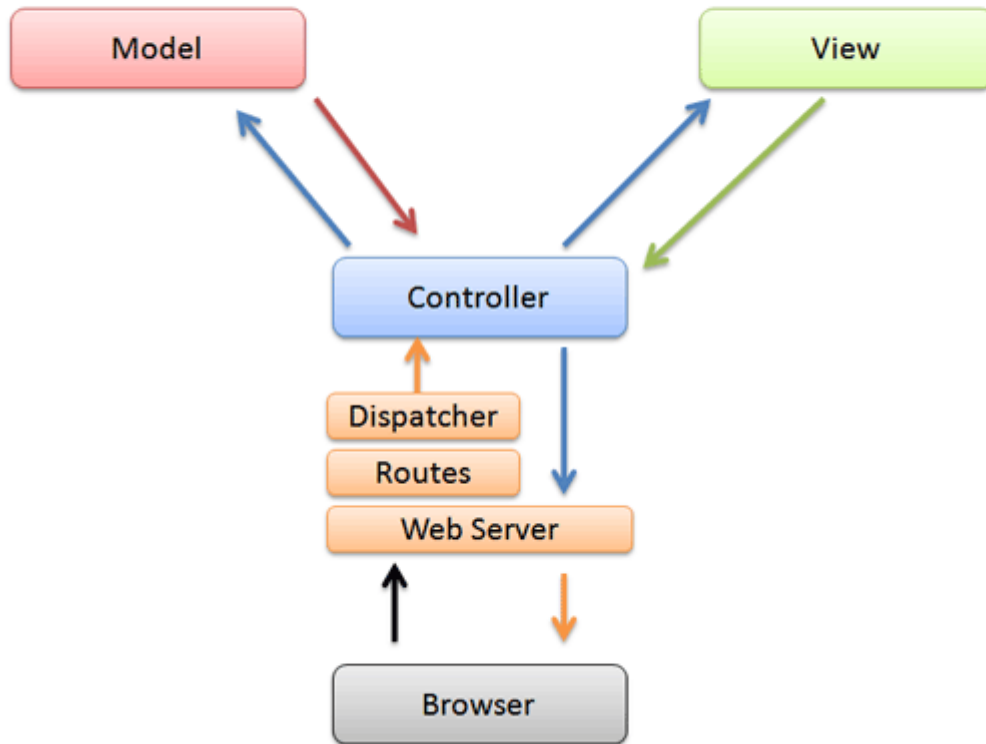 Model
View
Controller
Dispatcher
Routes
Web Server
Browser